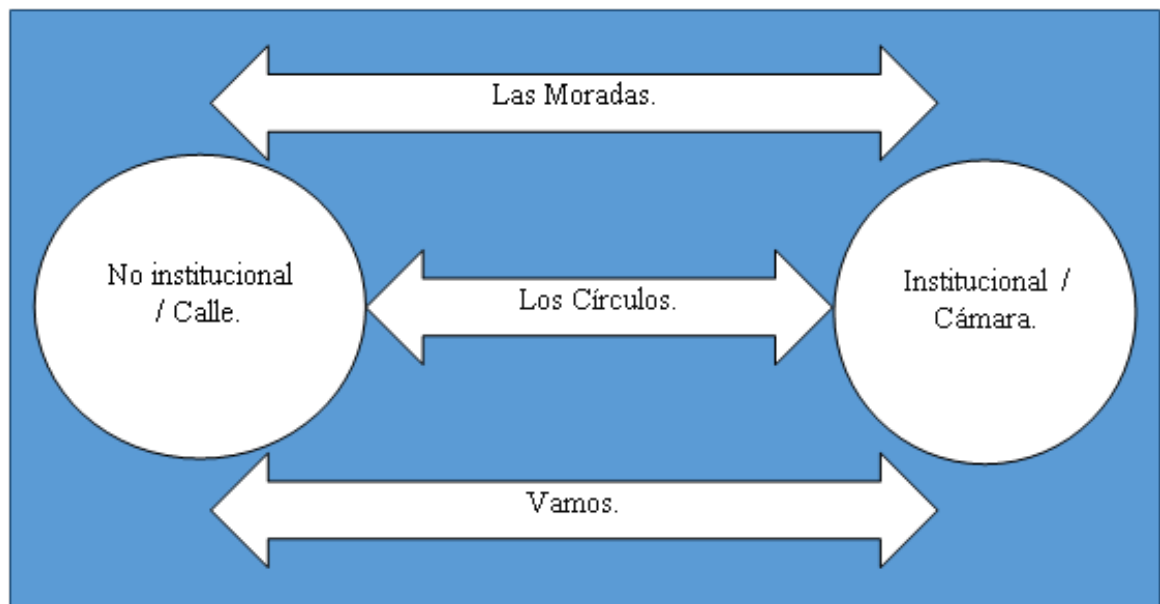 Las Moradas.
No institucional
/ Calle.
Los Círculos.
Institucional /
Cámara.
Vamos.